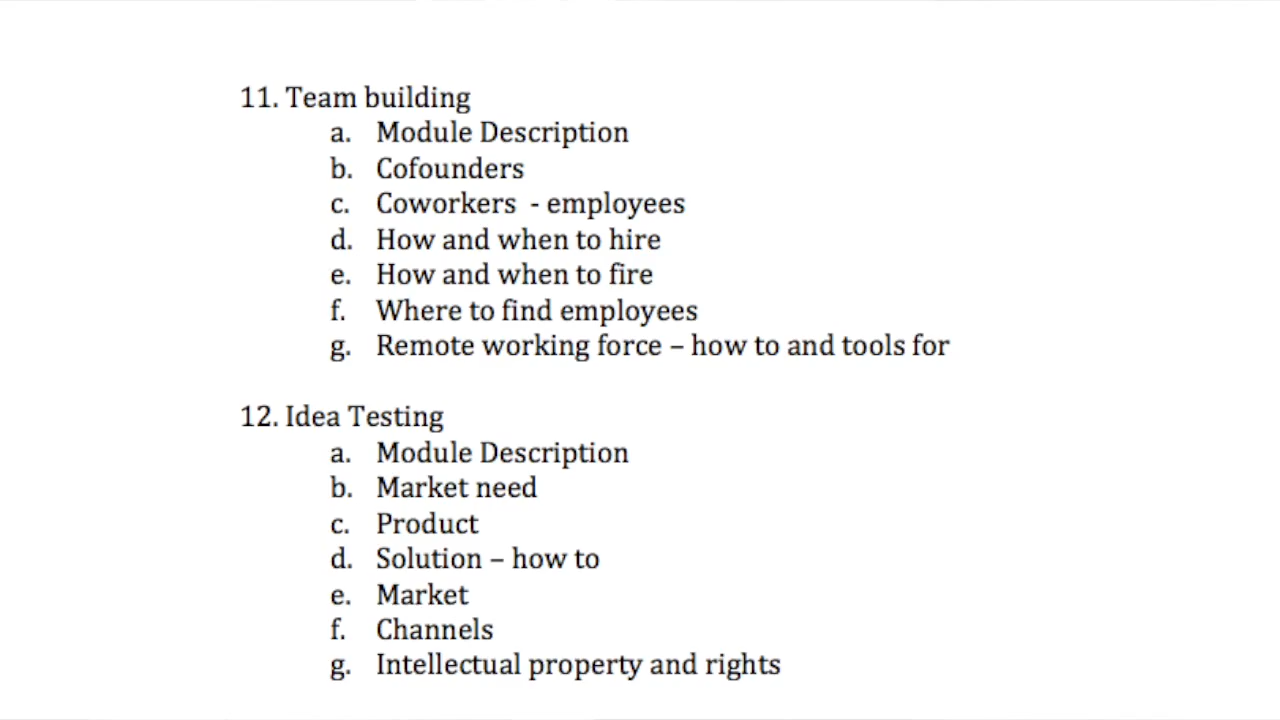 11. Team building
a. Module Description
b. Cofounders
c. Coworkers  - employees
d. How and when to hire
e. How and when to fire
f. Where to find employees
g. Remote working force – how to and tools for
12. Idea Testing
a. Module Description
b. Market need
c. Product
d. Solution – how to
e. Market
f. Channels
g. Intellectual property and rights